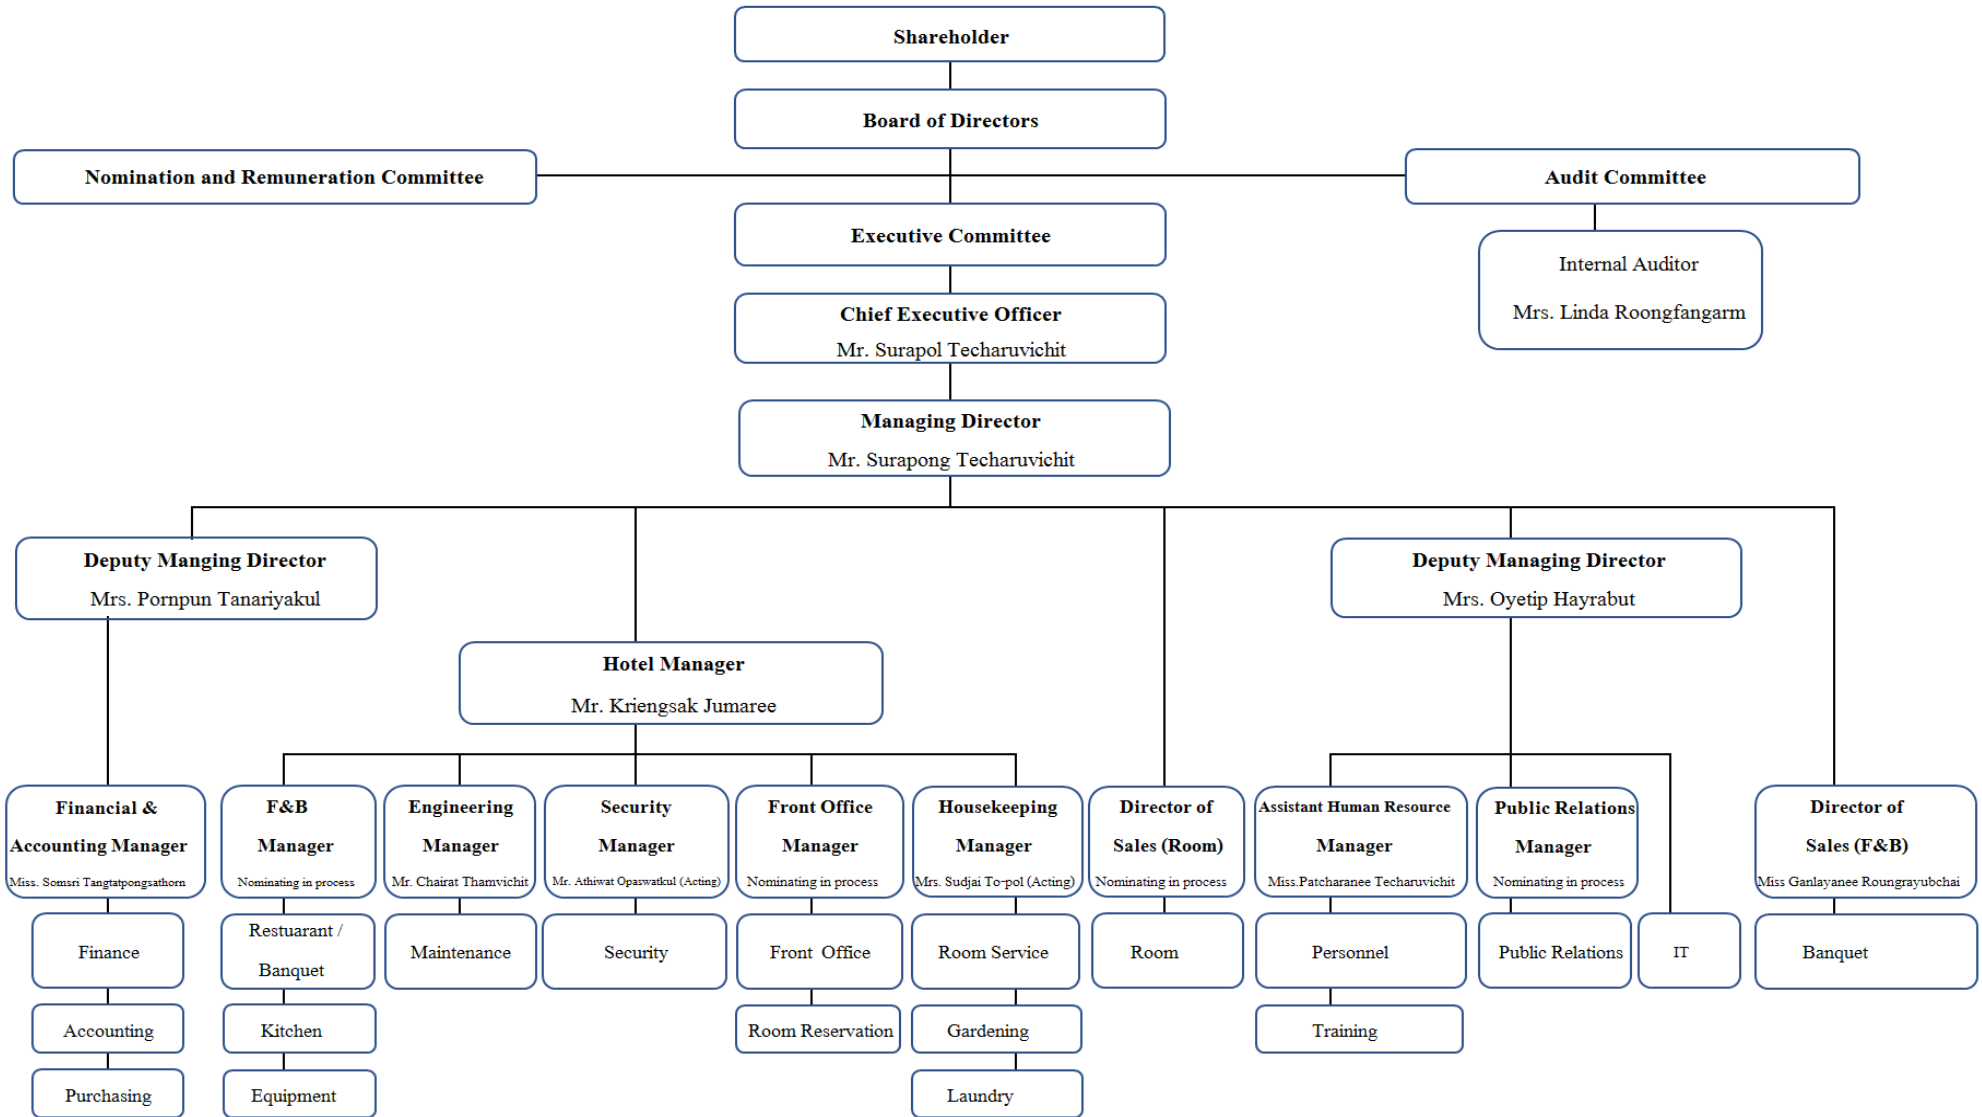 Shareholder
Board of Directors
Nomination and Remuneration Committee
Audit Committee
Executive Committee
Internal Auditor
Mrs. Linda Roongfangarm
Chief Executive Officer
Mr. Surapol Techaruvichit
Managing Director
Mr. Surapong Techaruvichit
Deputy Manging Director
Mrs. Pornpun Tanariyakul
Deputy Managing Director
Mrs. Oyetip Hayrabut
Hotel Manager
Mr. Kriengsak Jumaree
Financial &
Accounting Manager
Miss. Somsri Tangtatpongsathorn
F&B
Manager
Nominating in process
Engineering
Manager
Mr. Chairat Thamvichit
Security
Manager
Mr. Athiwat Opaswatkul (Acting)
Front Office
Manager
Nominating in process
Housekeeping
Manager
Mrs. Sudjai To-pol (Acting)
Director of
Sales (Room)
Nominating in process
Assistant Human Resource
Manager
Miss.Patcharanee Techaruvichit
Public Relations
Manager
Nominating in process
Director of
Sales (F&B)
Miss Ganlayanee Roungrayubchai
Finance
Restuarant /
Banquet
Maintenance
Security
Front Office
Room Service
Room
Personnel
Public Relations
IT
Banquet
Accounting
Kitchen
Room Reservation
Gardening
Training
Purchasing
Equipment
Laundry